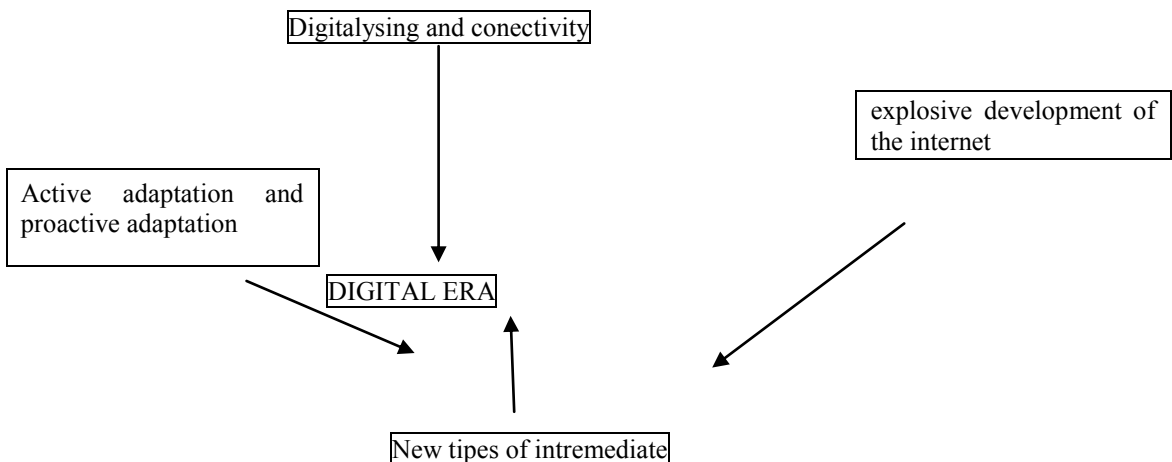 Digitalysing and conectivity
explosive development of
the internet
Active adaptation and
proactive adaptation
DIGITAL ERA
New tipes of intremediate